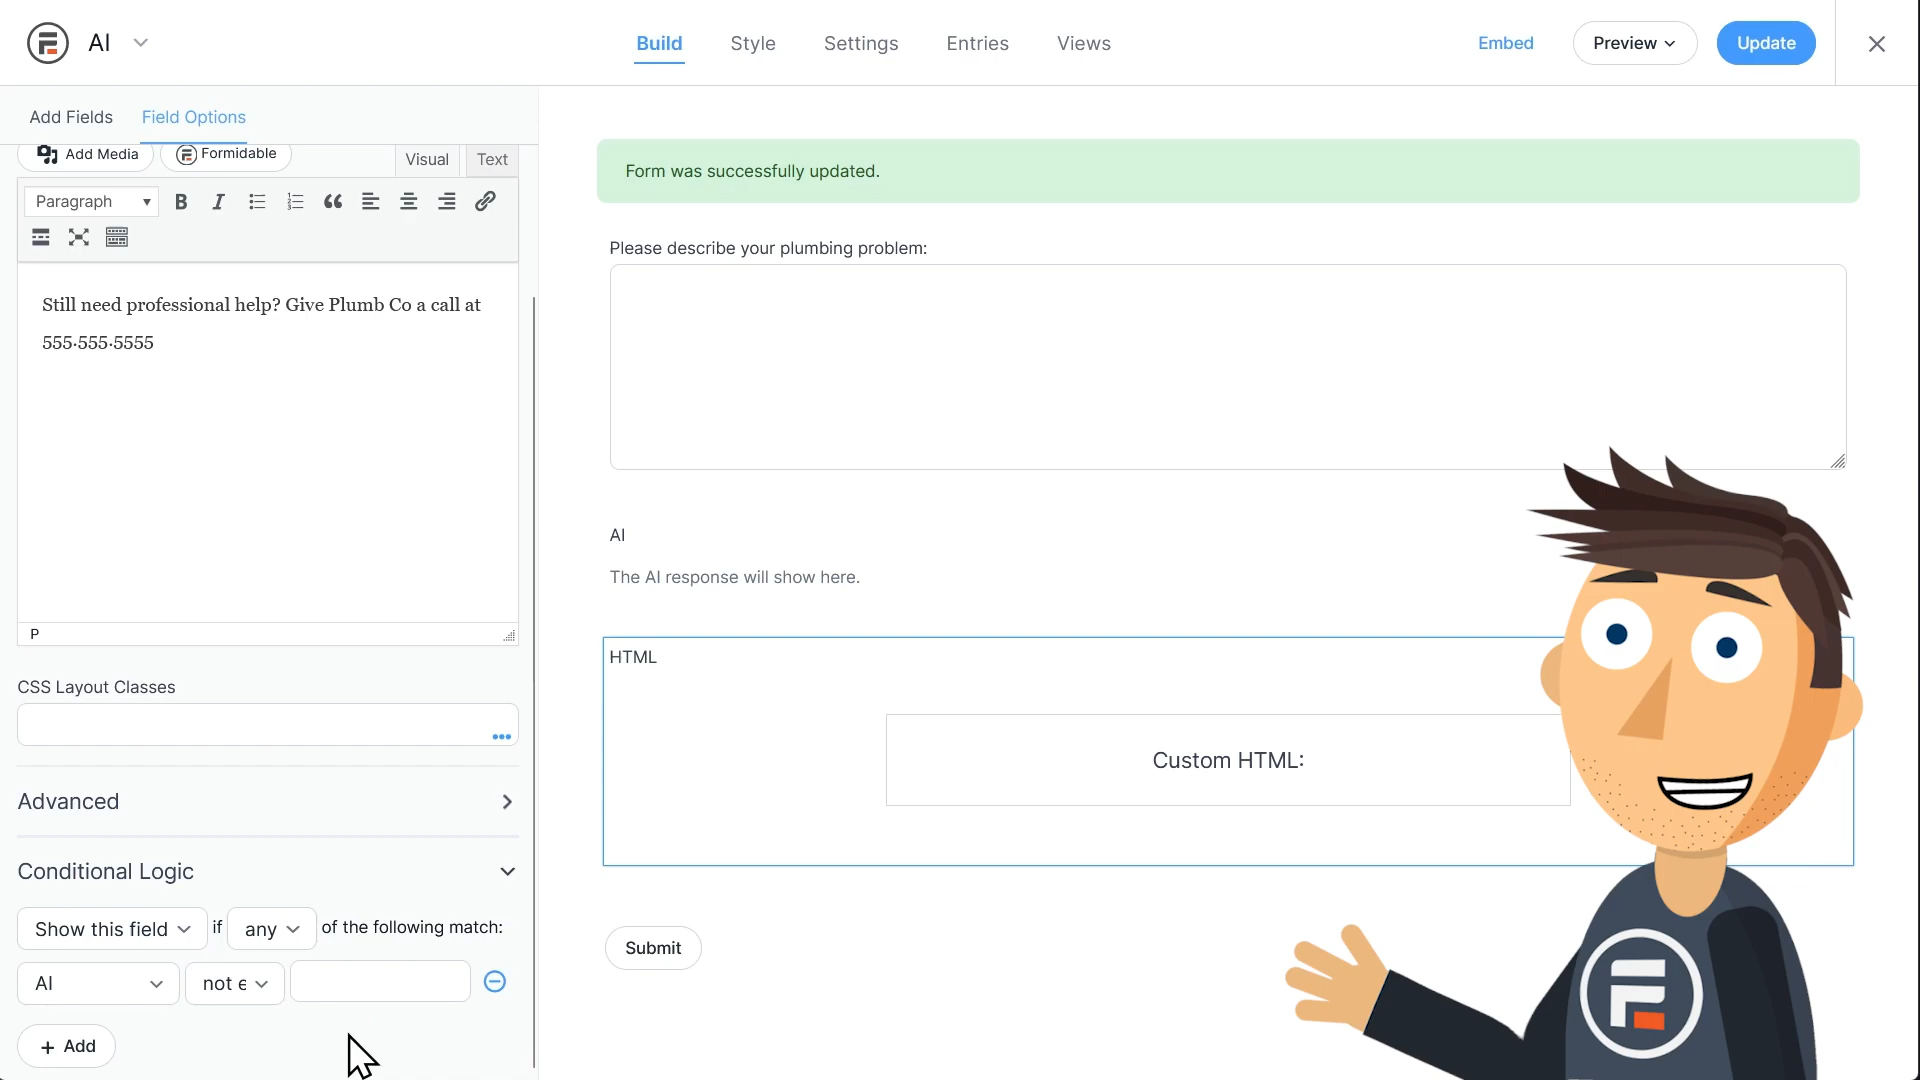 AI
Build
Style
Settings
Entries
Views
Embed
Preview
Update
Add Fields
Field Options
Add Media
Formidable
Visual
Text
Paragraph
Still need professional help? Give Plumb Co a call at
555-555-5555
P
CSS Layout Classes
Advanced
Conditional Logic
Show this field if any of the following match:
AI not e
+ Add
Form was successfully updated.
Please describe your plumbing problem:
AI
The AI response will show here.
HTML
Custom HTML:
Submit